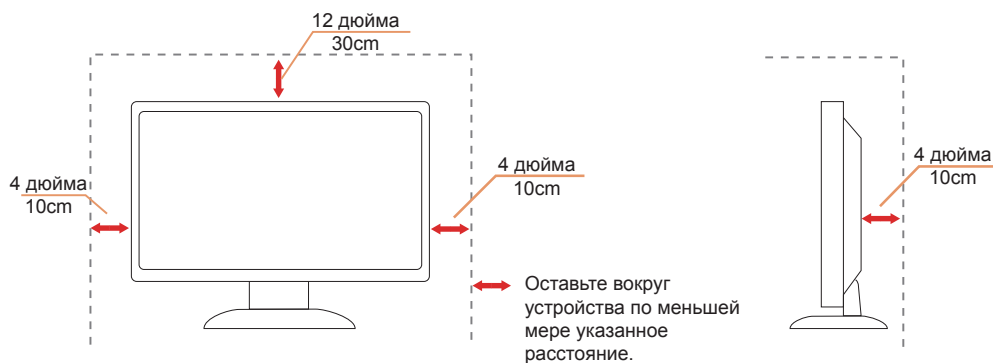 12 дюйма
30cm
4 дюйма
10cm
4 дюйма
10cm
Оставьте вокруг
устройства по меньшей
мере указанное
расстояние.
4 дюйма
10cm